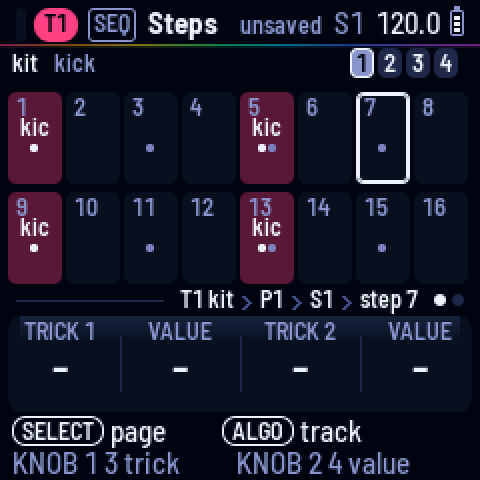 T1 SEQ Steps unsaved S1 120.0
kit kick 1 2 3 4
1 2 3 4 5 6 7 8
kic kic
9 10 11 12 13 14 15 16
kic kic
T1 kit > P1 > S1 > step 7
TRICK 1 VALUE TRICK 2 VALUE
– – – –
SELECT page ALGO track
KNOB 1 3 trick KNOB 2 4 value